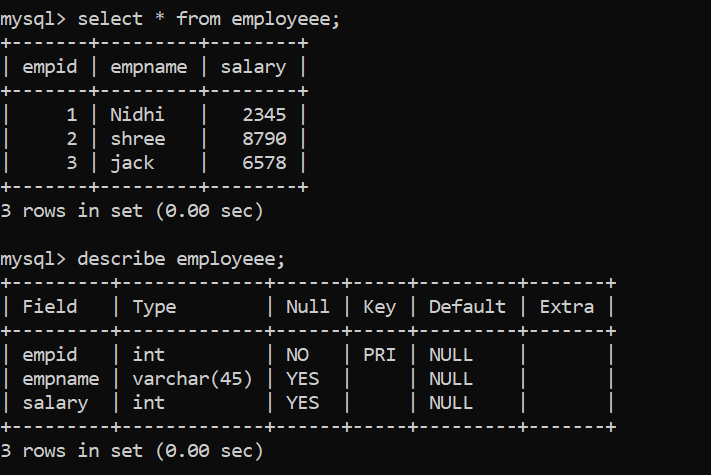 mysql> select * from employeee;
+-------+---------+--------+
| empid | empname | salary |
+-------+---------+--------+
|     1 | Nidhi   |   2345 |
|     2 | shree   |   8790 |
|     3 | jack    |   6578 |
+-------+---------+--------+
3 rows in set (0.00 sec)
mysql> describe employeee;
+---------+-------------+------+-----+---------+-------+
| Field   | Type        | Null | Key | Default | Extra |
+---------+-------------+------+-----+---------+-------+
| empid   | int         | NO   | PRI | NULL    |       |
| empname | varchar(45) | YES  |     | NULL    |       |
| salary  | int         | YES  |     | NULL    |       |
+---------+-------------+------+-----+---------+-------+
3 rows in set (0.00 sec)